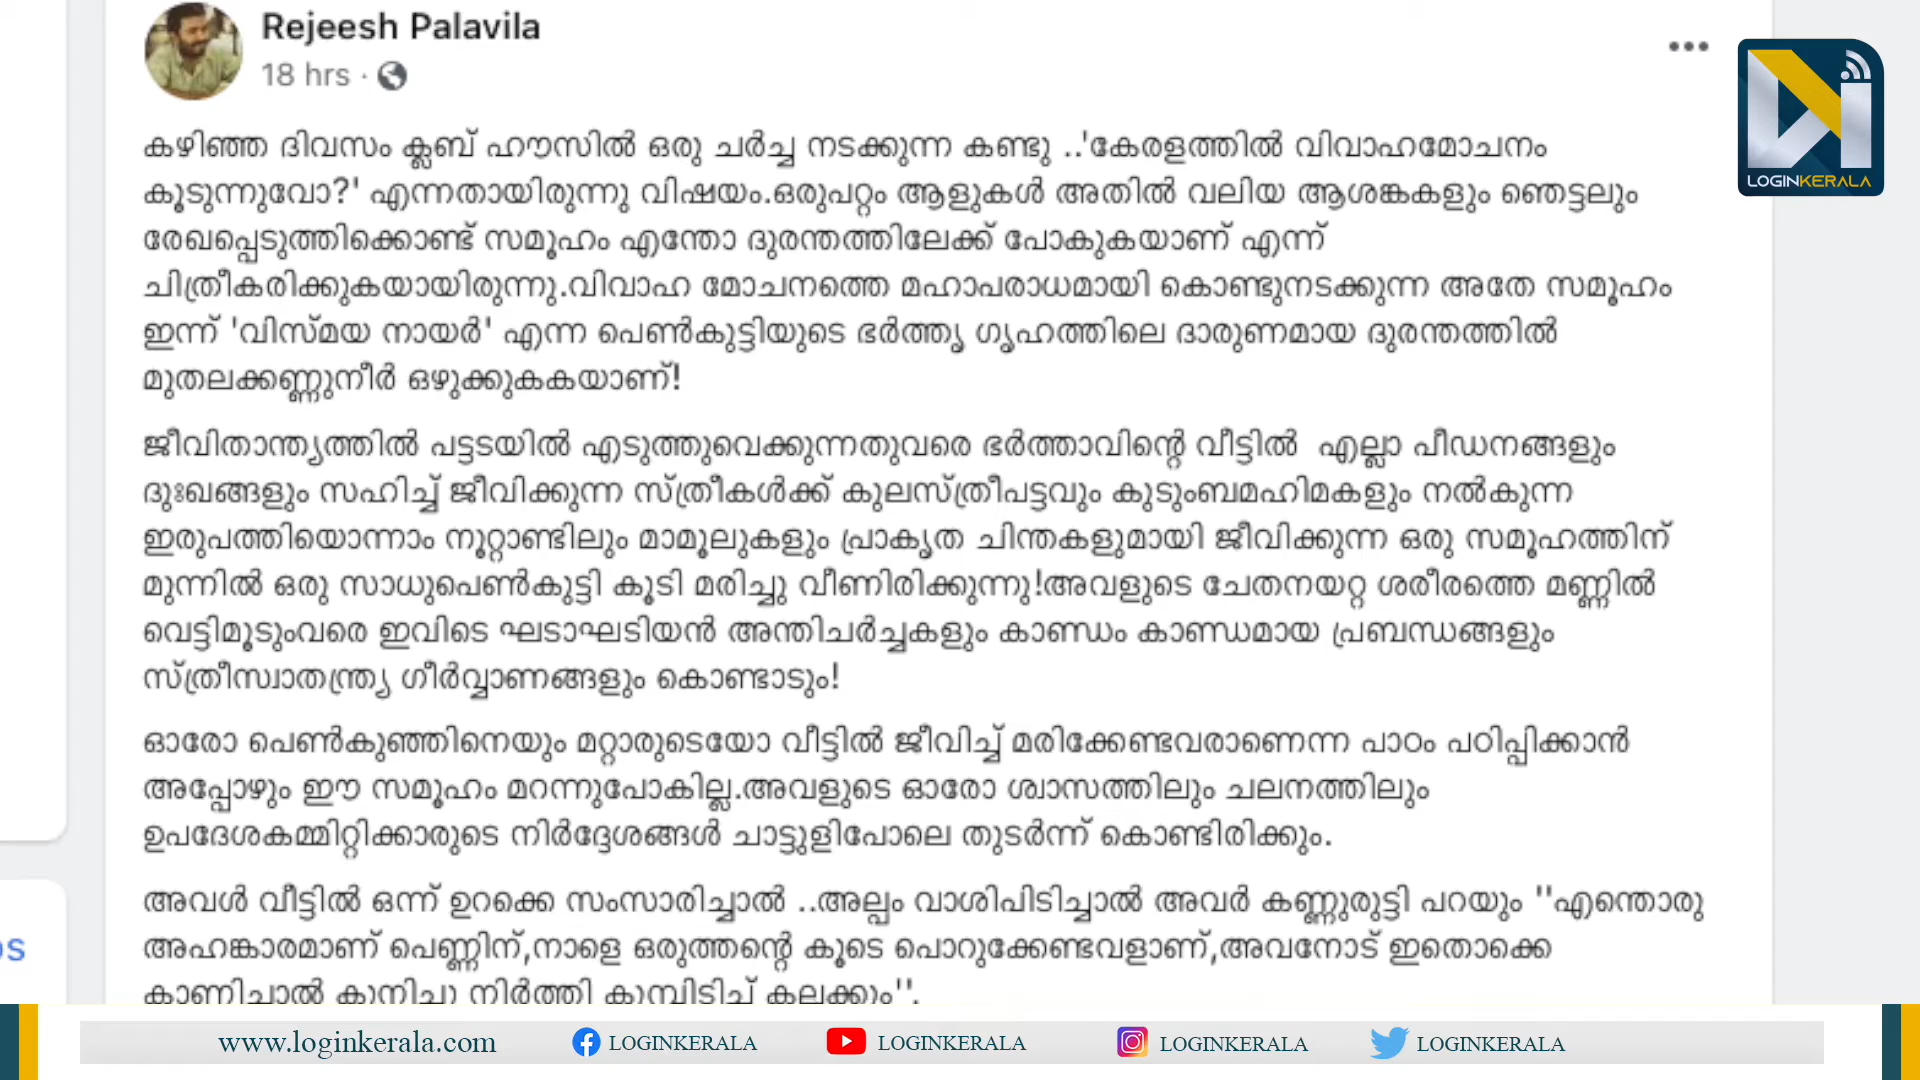 Rejeesh Palavila
18 hrs ·
കഴിഞ്ഞ ദിവസം ക്ലബ് ഹൗസിൽ ഒരു ചർച്ച നടക്കുന്ന കണ്ടു ..'കേരളത്തിൽ വിവാഹമോചനം
കൂടുന്നുവോ?' എന്നതായിരുന്നു വിഷയം.ഒരുപറ്റം ആളുകൾ അതിൽ വലിയ ആശങ്കകളും ഞെട്ടലും
രേഖപ്പെടുത്തിക്കൊണ്ട് സമൂഹം എന്തോ ദുരന്തത്തിലേക്ക് പോകുകയാണ് എന്ന്
ചിത്രീകരിക്കുകയായിരുന്നു.വിവാഹ മോചനത്തെ മഹാപരാധമായി കൊണ്ടുനടക്കുന്ന അതേ സമൂഹം
ഇന്ന് 'വിസ്മയ നായർ' എന്ന പെൺകുട്ടിയുടെ ഭർത്തൃ ഗൃഹത്തിലെ ദാരുണമായ ദുരന്തത്തിൽ
മുതലക്കണ്ണുനീർ ഒഴുക്കുകകയാണ്!
ജീവിതാന്ത്യത്തിൽ പട്ടടയിൽ എടുത്തുവെക്കുന്നതുവരെ ഭർത്താവിന്റെ വീട്ടിൽ എല്ലാ പീഡനങ്ങളും
ദുഃഖങ്ങളും സഹിച്ച് ജീവിക്കുന്ന സ്ത്രീകൾക്ക് കുലസ്ത്രീപട്ടവും കുടുംബമഹിമകളും നൽകുന്ന
ഇരുപത്തിയൊന്നാം നൂറ്റാണ്ടിലും മാമൂലുകളും പ്രാകൃത ചിന്തകളുമായി ജീവിക്കുന്ന ഒരു സമൂഹത്തിന്
മുന്നിൽ ഒരു സാധുപെൺകുട്ടി കൂടി മരിച്ചു വീണിരിക്കുന്നു!അവളുടെ ചേതനയറ്റ ശരീരത്തെ മണ്ണിൽ
വെട്ടിമൂടുംവരെ ഇവിടെ ഘടാഘടിയൻ അന്തിചർച്ചകളും കാണ്ഡം കാണ്ഡമായ പ്രബന്ധങ്ങളും
സ്ത്രീസ്വാതന്ത്ര്യ ഗീർവ്വാണങ്ങളും കൊണ്ടാടും!
ഓരോ പെൺകുഞ്ഞിനെയും മറ്റാരുടെയോ വീട്ടിൽ ജീവിച്ച് മരിക്കേണ്ടവരാണെന്ന പാഠം പഠിപ്പിക്കാൻ
അപ്പോഴും ഈ സമൂഹം മറന്നുപോകില്ല.അവളുടെ ഓരോ ശ്വാസത്തിലും ചലനത്തിലും
ഉപദേശകമ്മിറ്റിക്കാരുടെ നിർദ്ദേശങ്ങൾ ചാട്ടുളിപോലെ തുടർന്ന് കൊണ്ടിരിക്കും.
അവൾ വീട്ടിൽ ഒന്ന് ഉറക്കെ സംസാരിച്ചാൽ ..അല്പം വാശിപിടിച്ചാൽ അവർ കണ്ണുരുട്ടി പറയും ''എന്തൊരു
അഹങ്കാരമാണ് പെണ്ണിന്,നാളെ ഒരുത്തന്റെ കൂടെ പൊറുക്കേണ്ടവളാണ്,അവനോട് ഇതൊക്കെ
കാണിച്ചാൽ കുനിച്ചു നിർത്തി കുമ്പിടിച് കലക്കും''.
LOGINKERALA
www.loginkerala.com LOGINKERALA LOGINKERALA LOGINKERALA LOGINKERALA